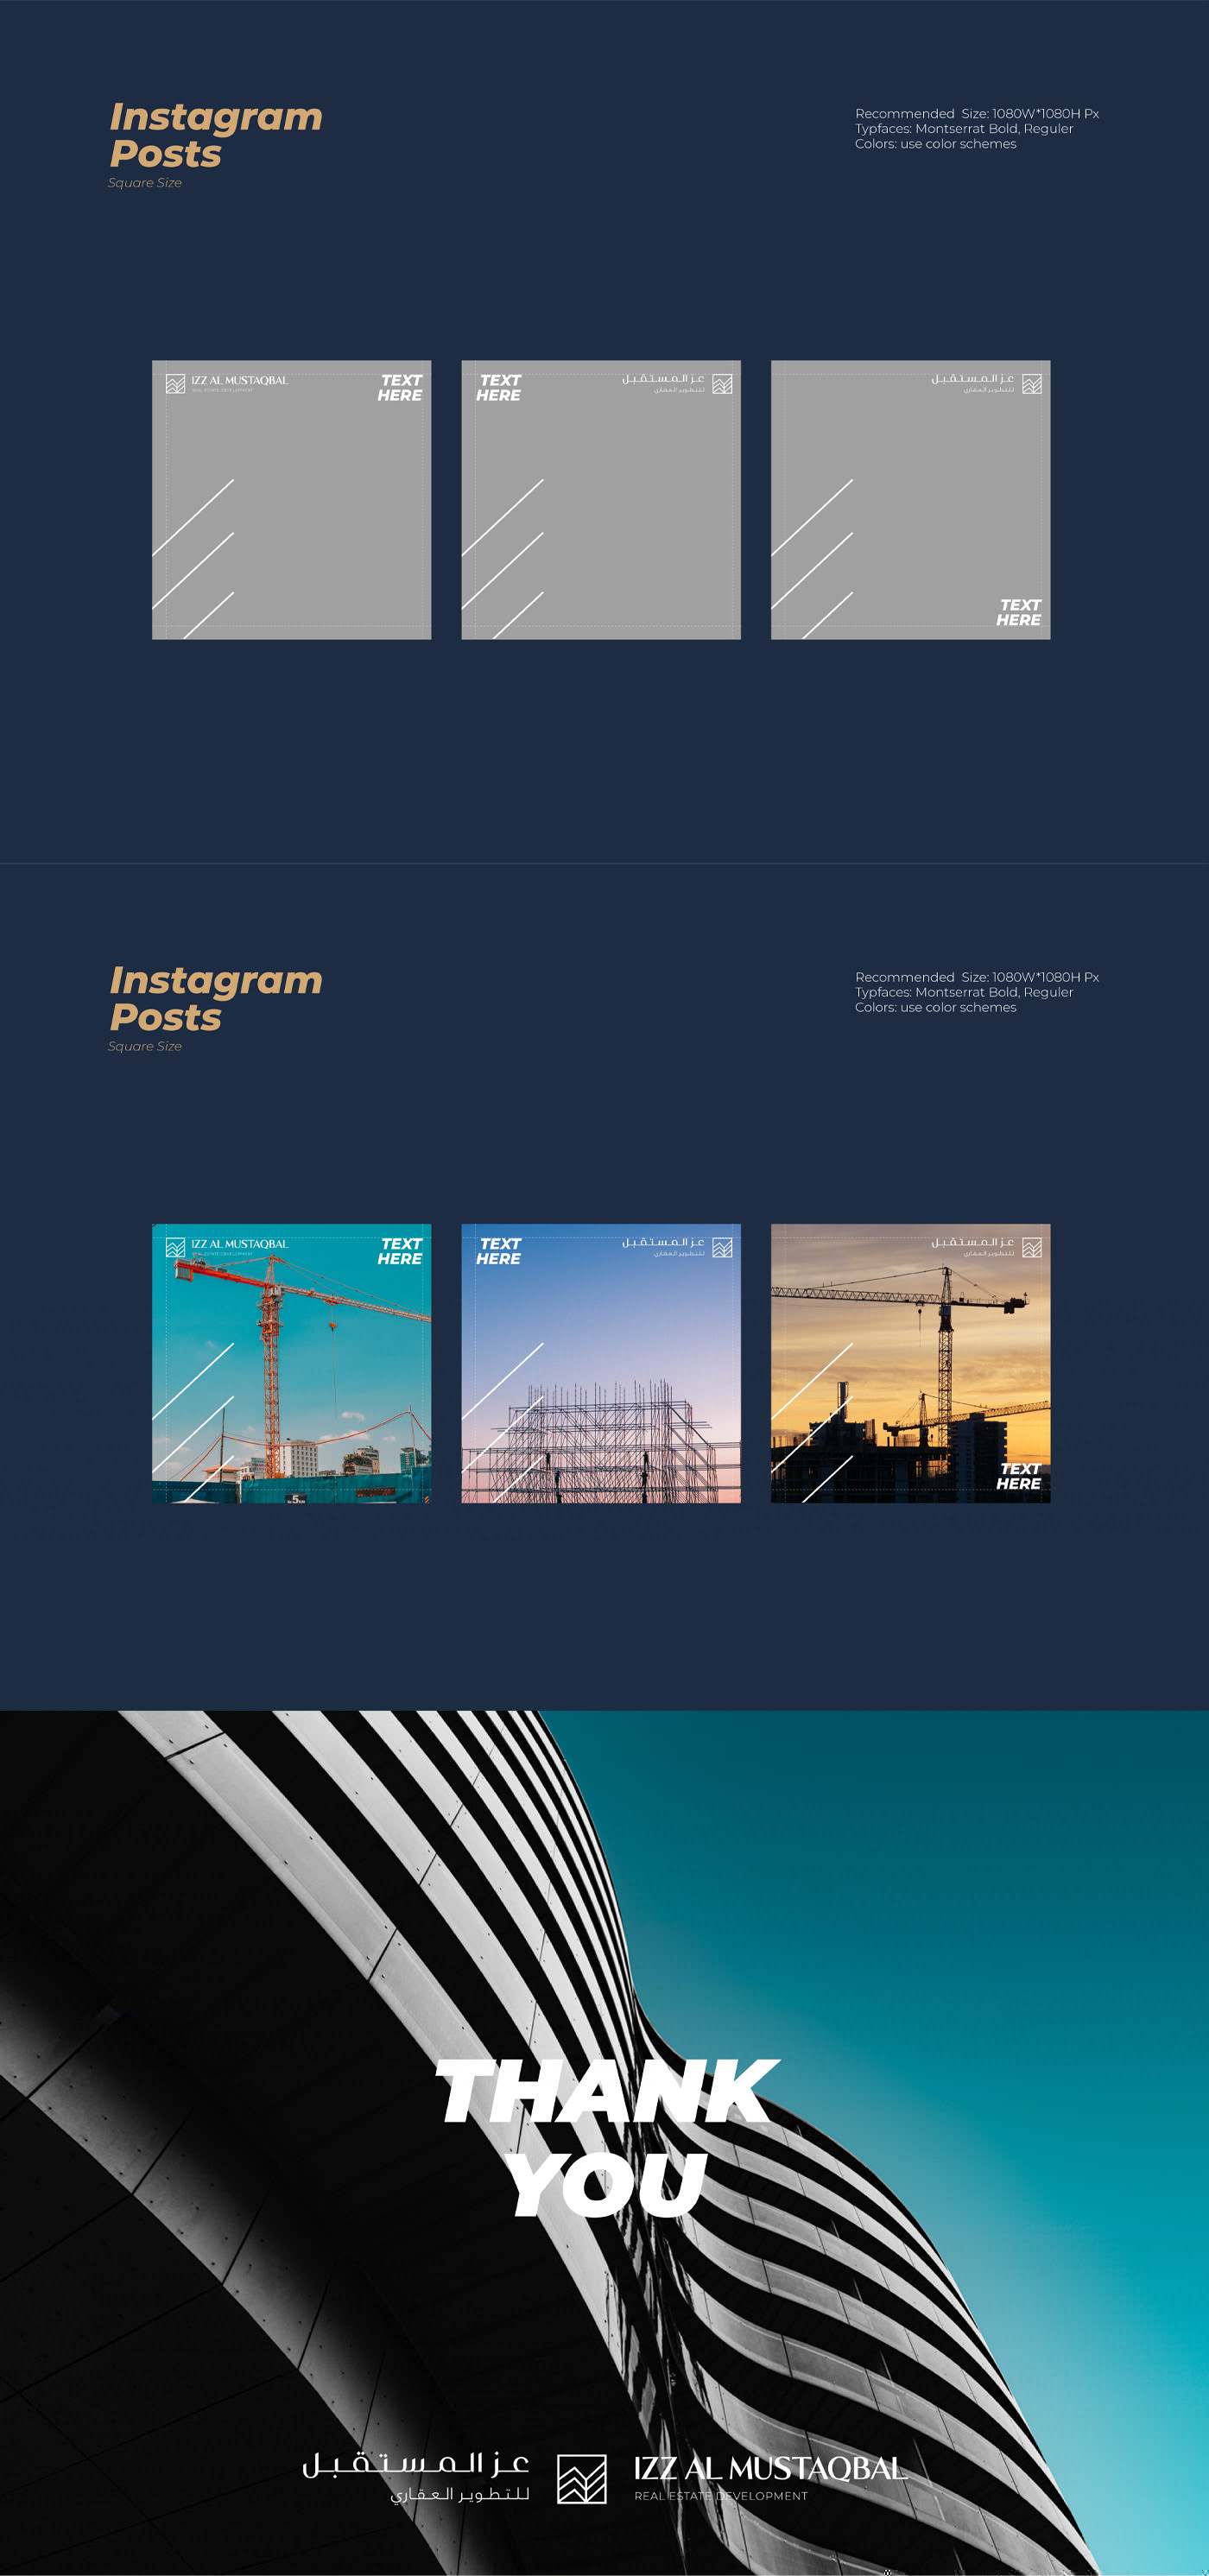 Instagram
Posts
Square Size
Recommended  Size: 1080W*1080H Px
Typfaces: Montserrat Bold, Reguler
Colors: use color schemes
IZZ AL MUSTAQBAL
REAL ESTATE DEVELOPMENT
TEXT
HERE
TEXT
HERE
عز المستقبل
للتطوير العقاري
عز المستقبل
للتطوير العقاري
TEXT
HERE
Instagram
Posts
Square Size
Recommended  Size: 1080W*1080H Px
Typfaces: Montserrat Bold, Reguler
Colors: use color schemes
IZZ AL MUSTAQBAL
REAL ESTATE DEVELOPMENT
TEXT
HERE
5
TEXT
HERE
عز المستقبل
للتطوير العقاري
عز المستقبل
للتطوير العقاري
TEXT
HERE
THANK
YOU
عز المستقبل
للتطوير العقاري
IZZ AL MUSTAQBAL
REAL ESTATE DEVELOPMENT